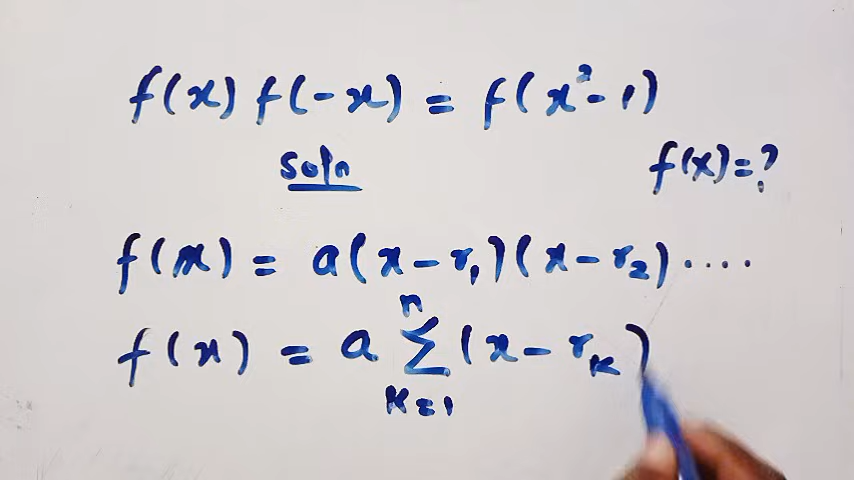 f(x) f(-x) = f(x²-1)
Soln
f(x)=?
f(x) = a(x-r₁)(x-r₂)....
f(x) = a ∑ₖ₌₁ⁿ (x-rₖ)